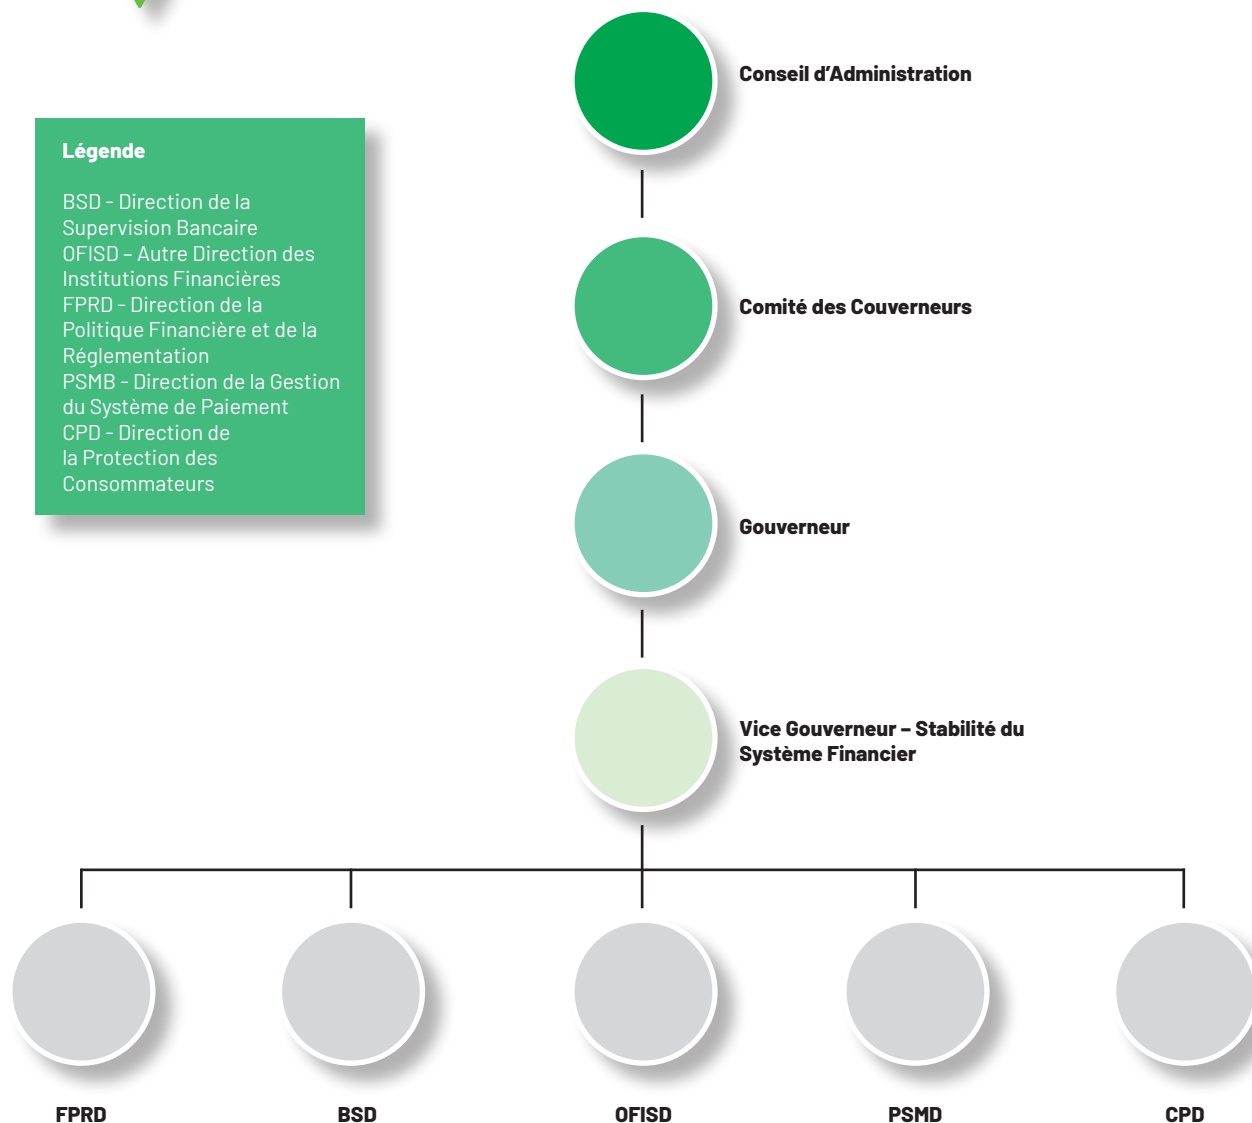 Conseil d’Administration
Légende
BSD - Direction de la
Supervision Bancaire
OFISD – Autre Direction des
Institutions Financières
FPRD - Direction de la
Politique Financière et de la
Réglementation
PSMB - Direction de la Gestion
du Système de Paiement
CPD - Direction de
la Protection des
Consommateurs
Comité des Couverneurs
Gouverneur
Vice Gouverneur – Stabilité du
Système Financier
FPRD
BSD
OFISD
PSMD
CPD